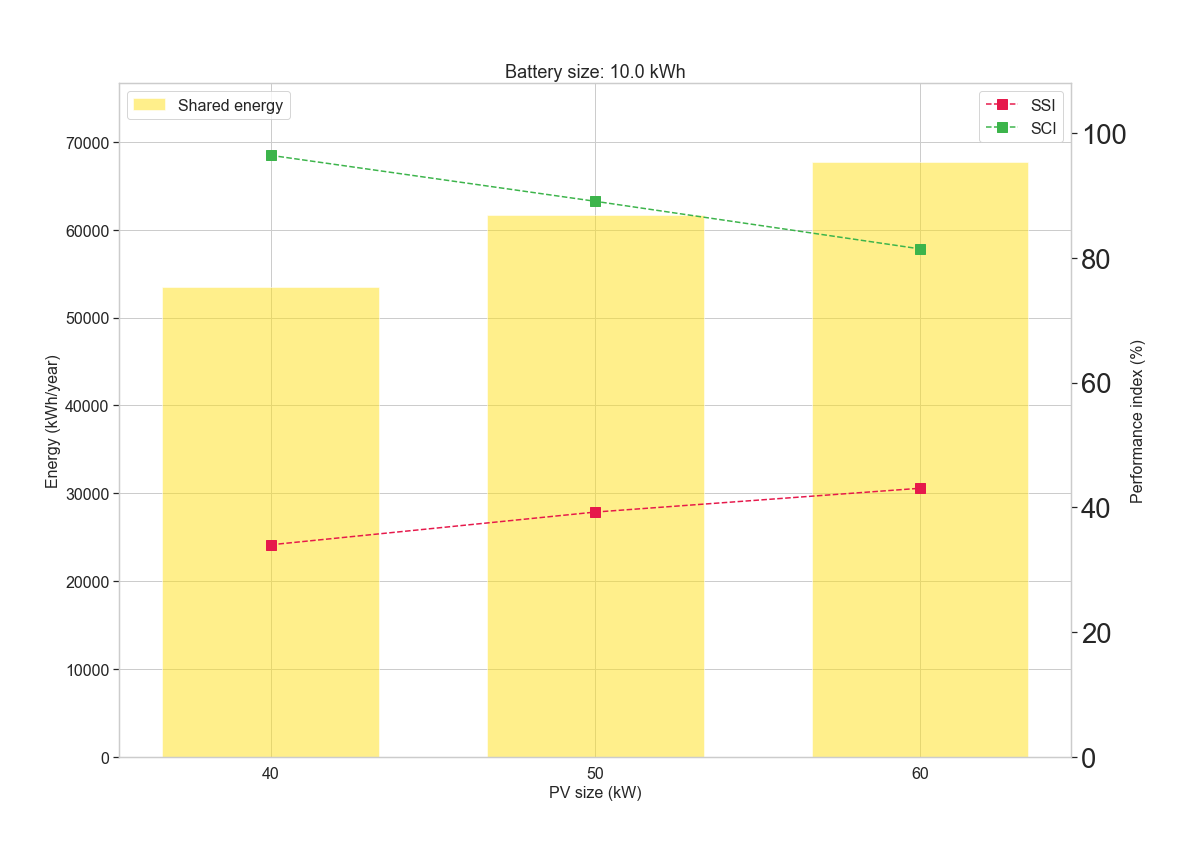 Battery size: 10.0 kWh
Shared energy
SSI
SCI
70000
60000
50000
40000
30000
20000
10000
0
Energy (kWh/year)
100
80
60
40
20
0
Performance index (%)
40 50 60
PV size (kW)